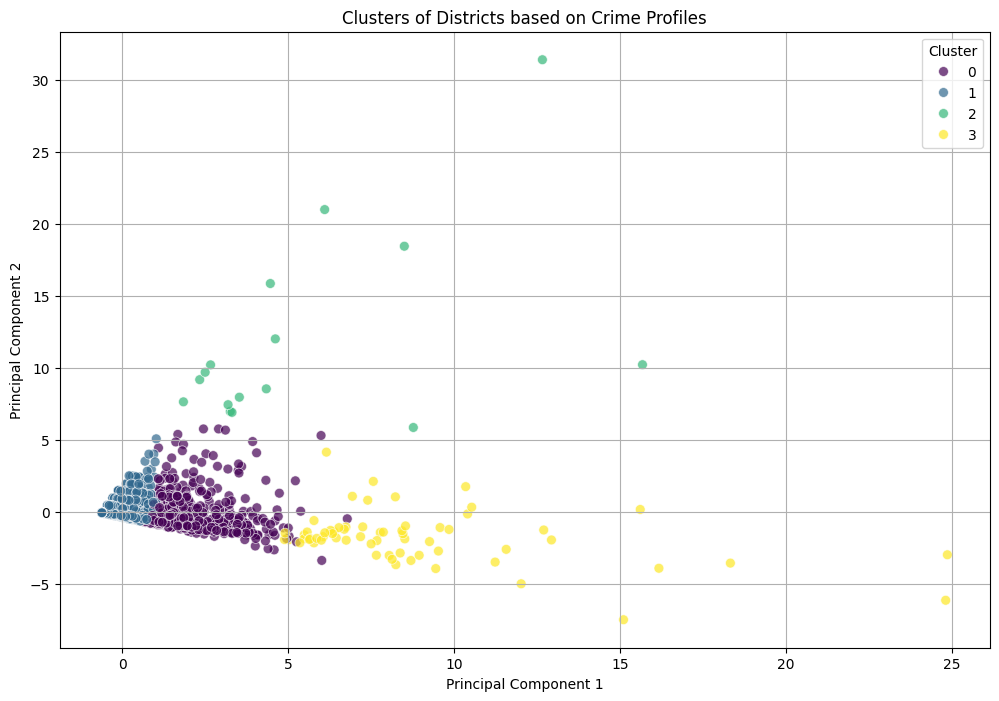 Clusters of Districts based on Crime Profiles
Cluster
0
1
2
3
Principal Component 2
30
25
20
15
10
5
0
−5
0 5 10 15 20 25
Principal Component 1